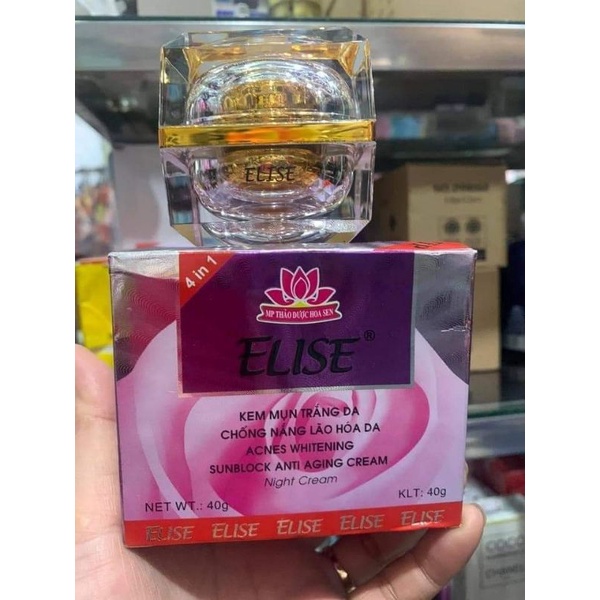 ELISE
4 in 1
MP THẢO DƯỢC HOA SEN
ELISE®
KEM MỤN TRẮNG DA
CHỐNG NẮNG LÃO HÓA DA
ACNES WHITENING
SUNBLOCK ANTI AGING CREAM
Night Cream
NET WT.: 40g KLT: 40g
ELISE ELISE ELISE ELISE ELISE